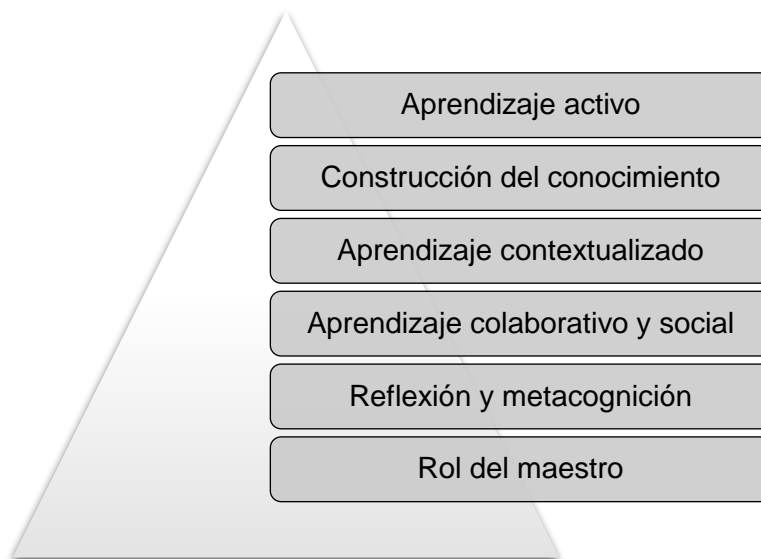 Aprendizaje activo
Construcción del conocimiento
Aprendizaje contextualizado
Aprendizaje colaborativo y social
Reflexión y metacognición
Rol del maestro